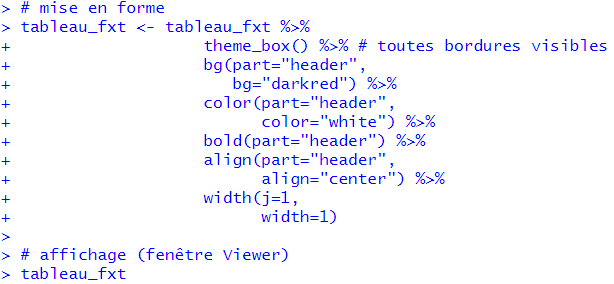 > # mise en forme
> tableau_fxt <- tableau_fxt %>%
+ theme_box() %>% # toutes bordures visibles
+ bg(part="header",
+ bg="darkred") %>%
+ color(part="header",
+ color="white") %>%
+ bold(part="header") %>%
+ align(part="header",
+ align="center") %>%
+ width(j=1,
+ width=1)
>
> # affichage (fenêtre Viewer)
> tableau_fxt